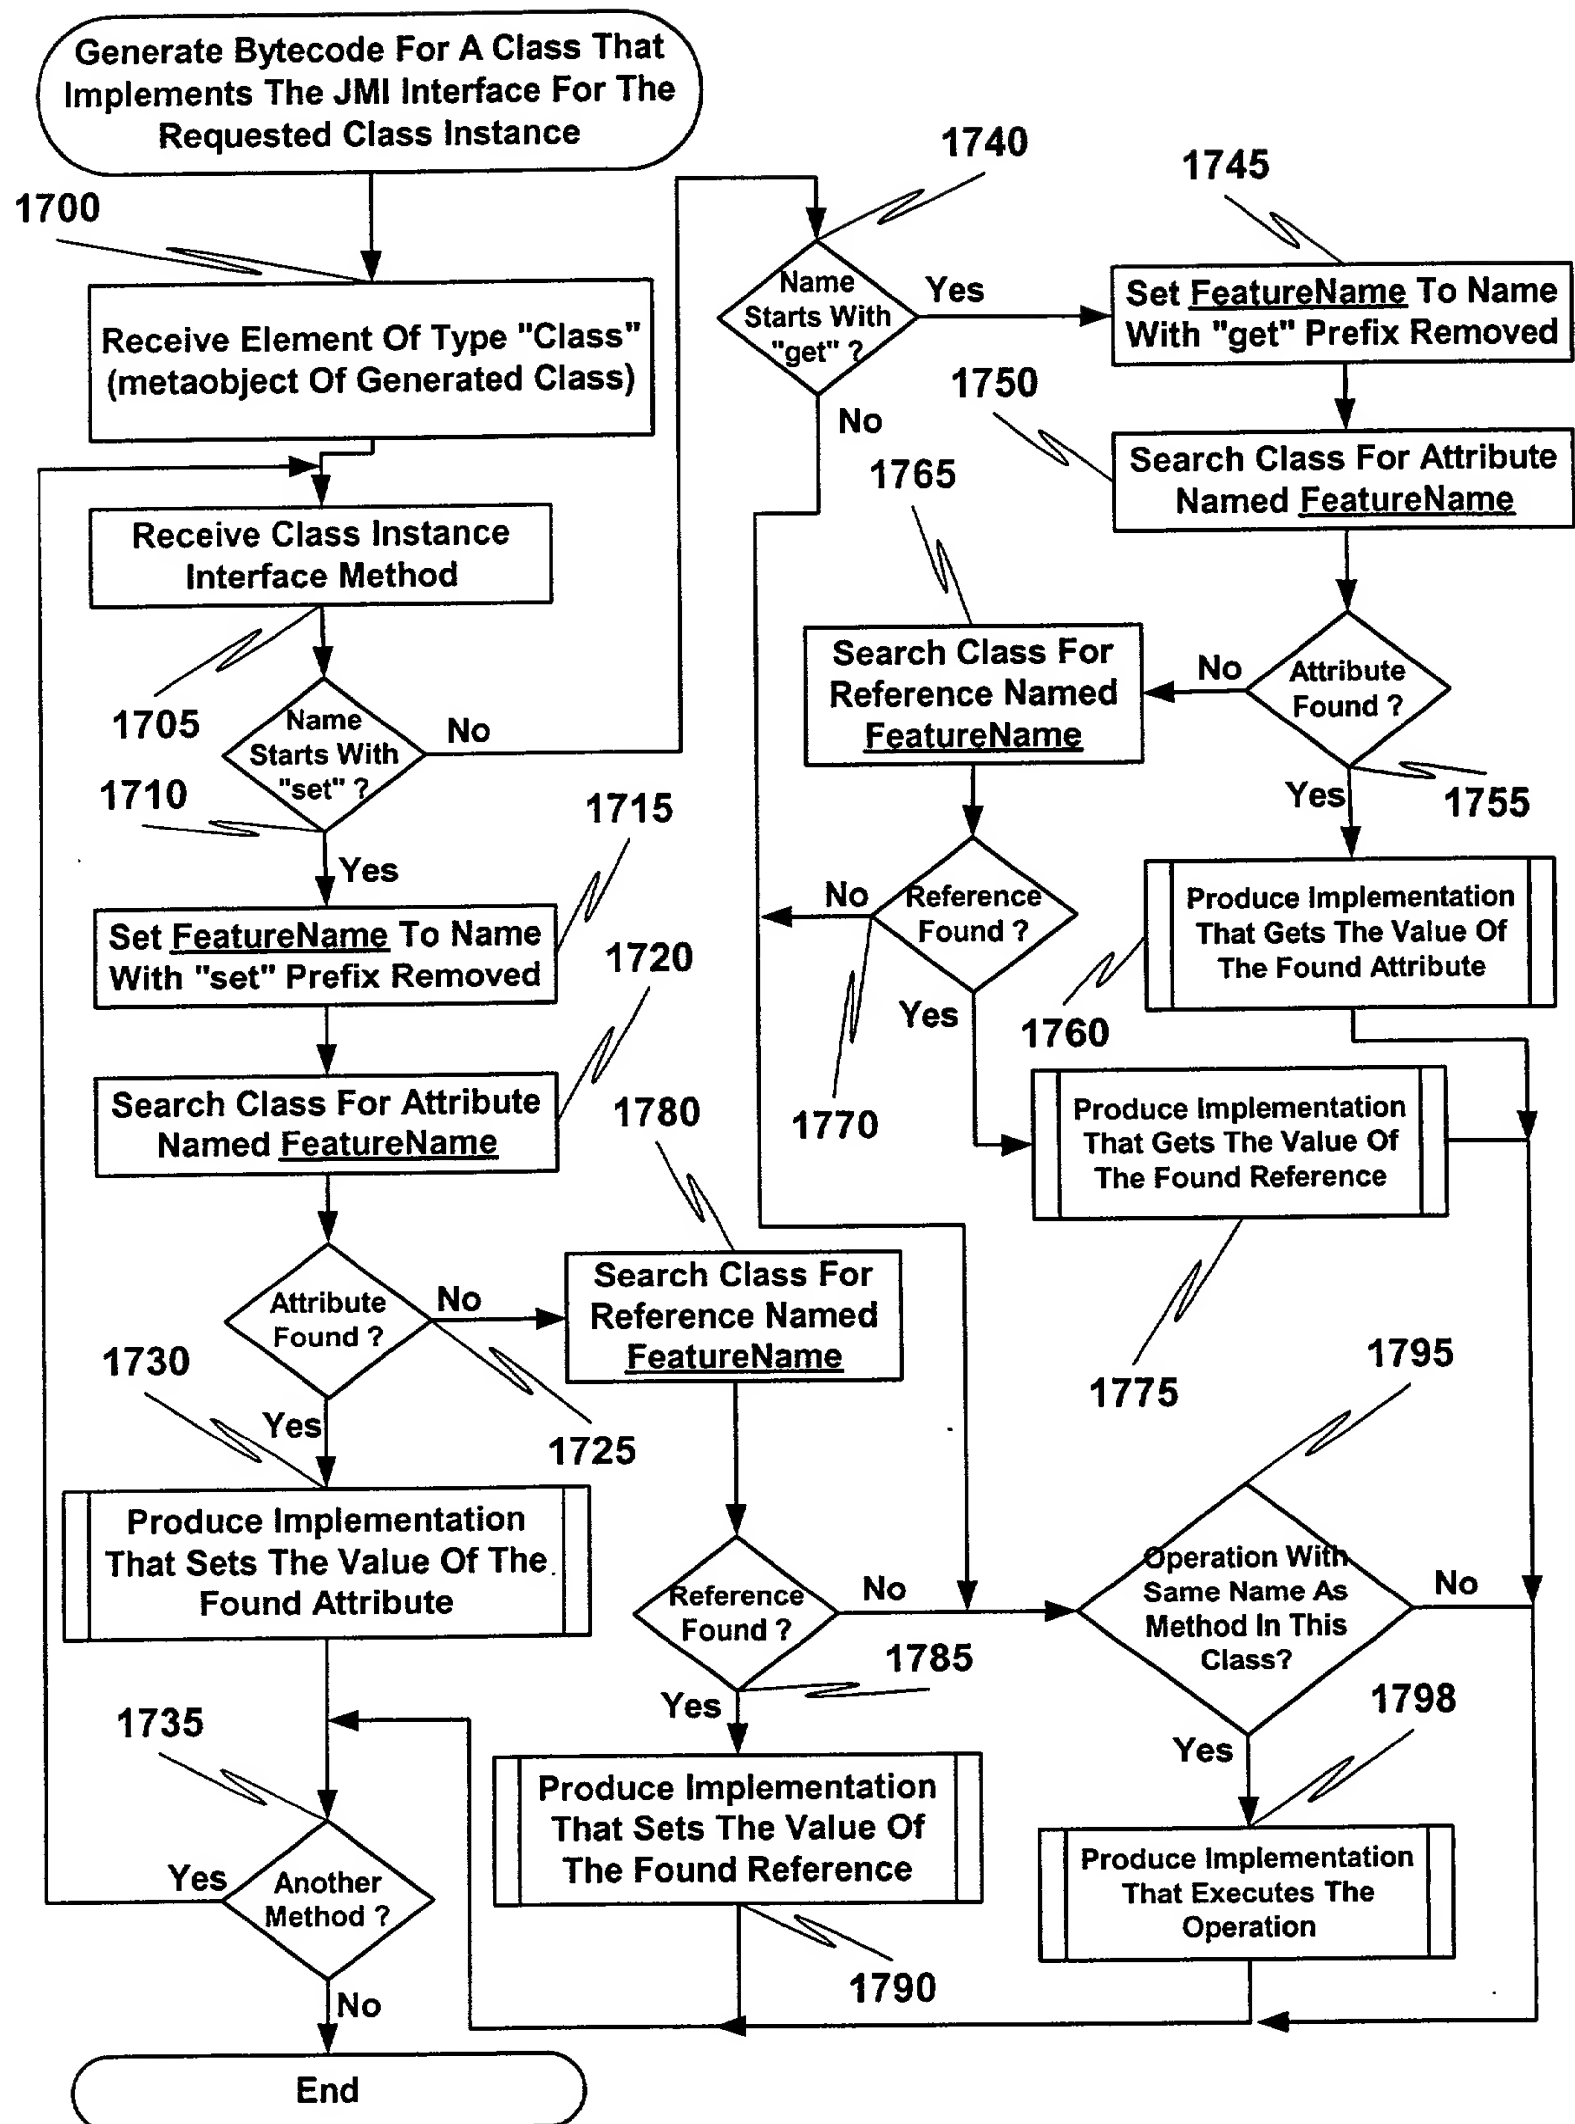 Generate Bytecode For A Class That
Implements The JMI Interface For The
Requested Class Instance
1700
Receive Element Of Type "Class"
(metaobject Of Generated Class)
Receive Class Instance
Interface Method
1705
Name
Starts With
"set" ?
No
1710
Yes
1715
Set FeatureName To Name
With "set" Prefix Removed
1720
Search Class For Attribute
Named FeatureName
Attribute
Found ?
No
1725
1730
Yes
Produce Implementation
That Sets The Value Of The
Found Attribute
1735
Another
Method ?
Yes
No
End
1740
Name
Starts With
"get" ?
Yes
No
1745
Set FeatureName To Name
With "get" Prefix Removed
1750
Search Class For Attribute
Named FeatureName
Attribute
Found ?
No
Yes
1755
1760
Produce Implementation
That Gets The Value Of
The Found Attribute
1765
Search Class For
Reference Named
FeatureName
Reference
Found ?
No
Yes
1770
Produce Implementation
That Gets The Value Of
The Found Reference
1775
1780
Search Class For
Reference Named
FeatureName
Reference
Found ?
No
1785
Yes
Produce Implementation
That Sets The Value Of
The Found Reference
1790
1795
Operation With
Same Name As
Method In This
Class?
No
Yes
1798
Produce Implementation
That Executes The
Operation